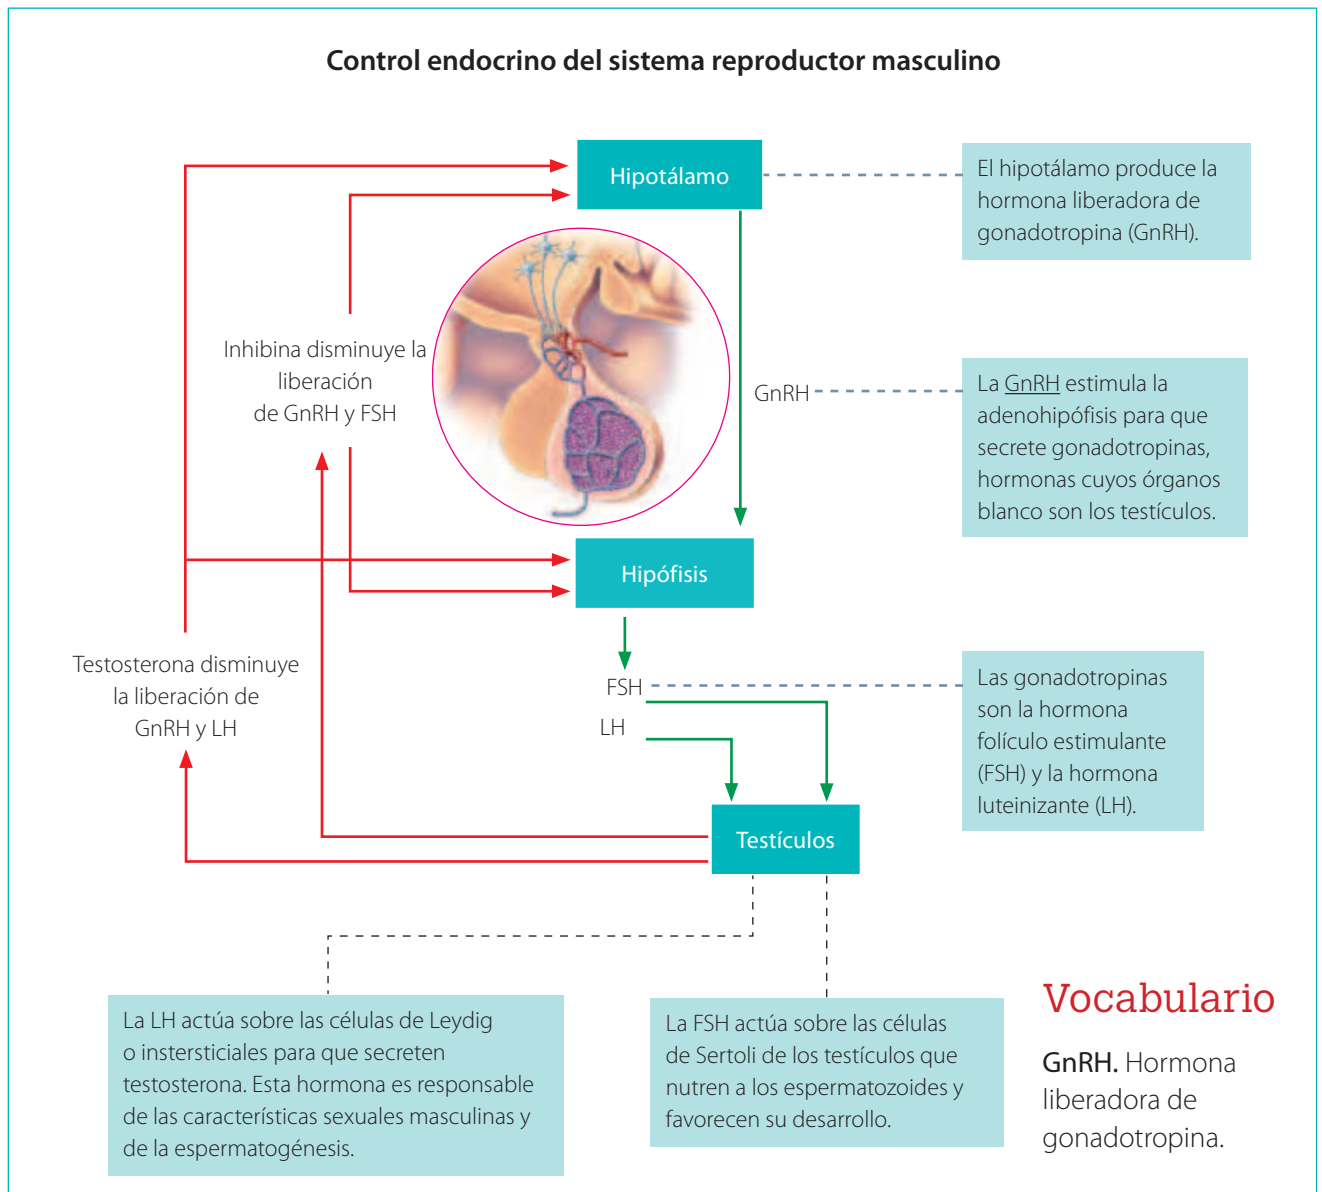 Control endocrino del sistema reproductor masculino
Hipotálamo
El hipotálamo produce la
hormona liberadora de
gonadotropina (GnRH).
Inhibina disminuye la
liberación
de GnRH y FSH
GnRH
La GnRH estimula la
adenohipófisis para que
secrete gonadotropinas,
hormonas cuyos órganos
blanco son los testículos.
Hipófisis
Testosterona disminuye
la liberación de
GnRH y LH
FSH
LH
Las gonadotropinas
son la hormona
folículo estimulante
(FSH) y la hormona
luteinizante (LH).
Testículos
La LH actúa sobre las células de Leydig
o instersticiales para que secreten
testosterona. Esta hormona es responsable
de las características sexuales masculinas y
de la espermatogénesis.
La FSH actúa sobre las células
de Sertoli de los testículos que
nutren a los espermatozoides y
favorecen su desarrollo.
Vocabulario
GnRH. Hormona
liberadora de
gonadotropina.